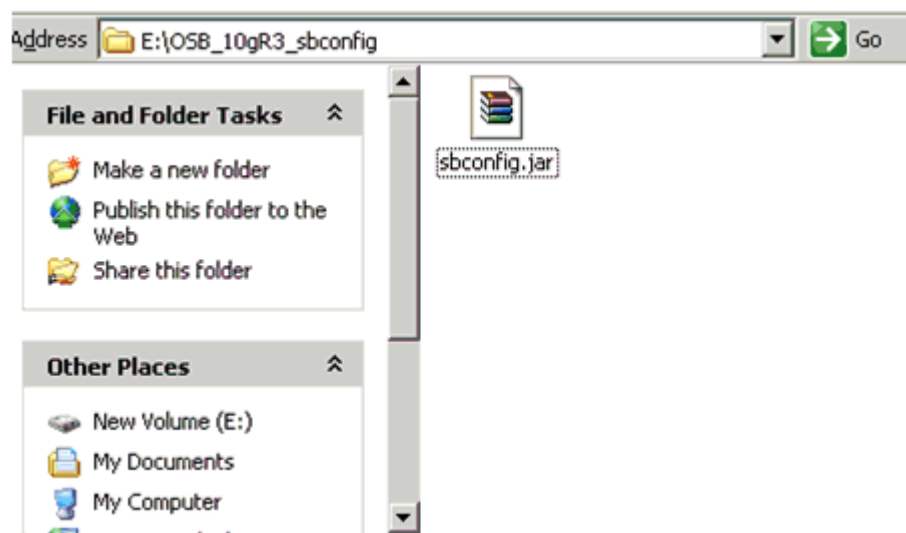 Address E:\OSB_10gR3_sbconfig Go
File and Folder Tasks
Make a new folder
Publish this folder to the
Web
Share this folder
Other Places
New Volume (E:)
My Documents
My Computer
sbconfig.jar